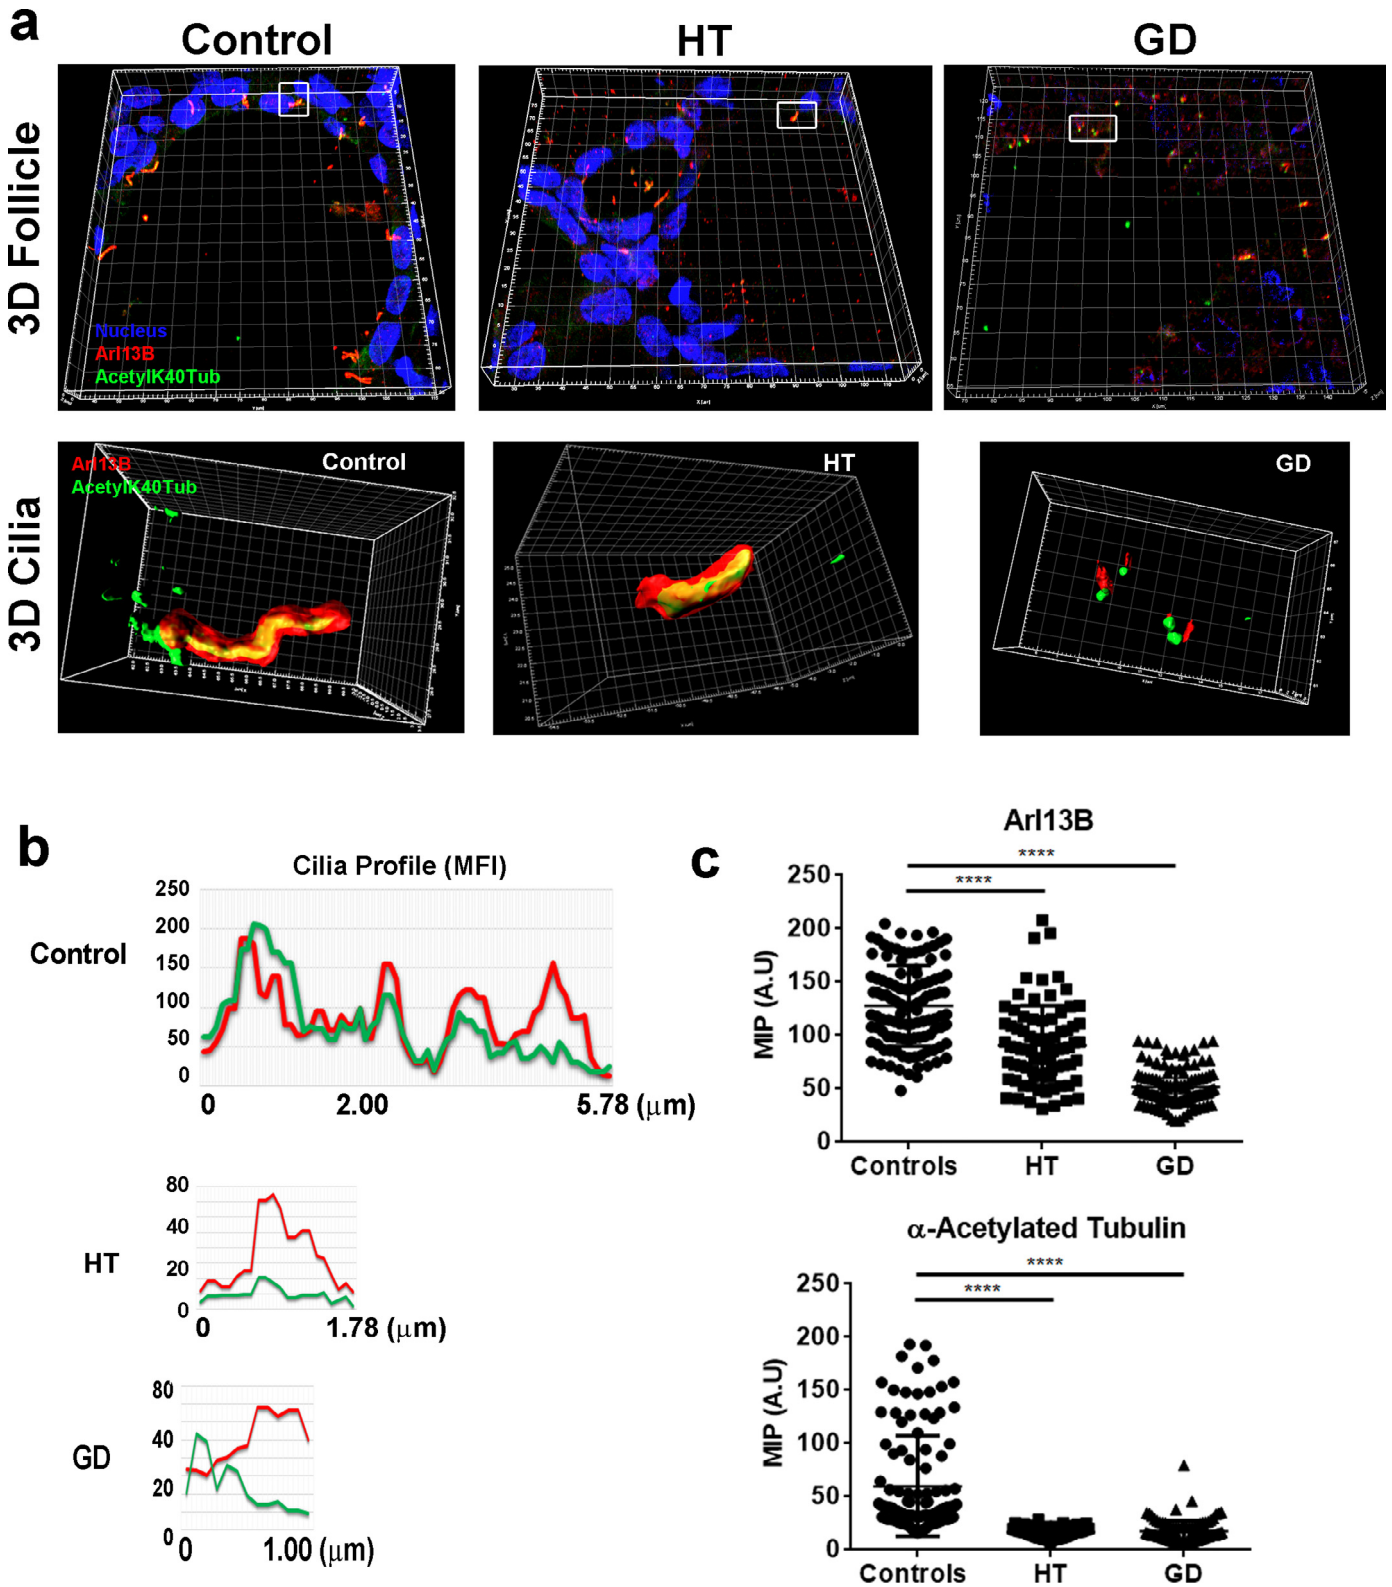 a
Control
HT
GD
3D Follicle
Nucleus
Arl13B
AcetylK40Tub
3D Cilia
Arl13B
AcetylK40Tub
Control
HT
GD
b
Cilia Profile (MFI)
Control
250
200
150
100
50
0
0
2.00
5.78 (μm)
HT
80
40
20
0
0
1.78 (μm)
GD
80
40
20
0
0
1.00 (μm)
c
Arl13B
****
****
MIP (A.U)
250
200
150
100
50
0
Controls
HT
GD
α-Acetylated Tubulin
****
****
MIP (A.U)
250
200
150
100
50
0
Controls
HT
GD